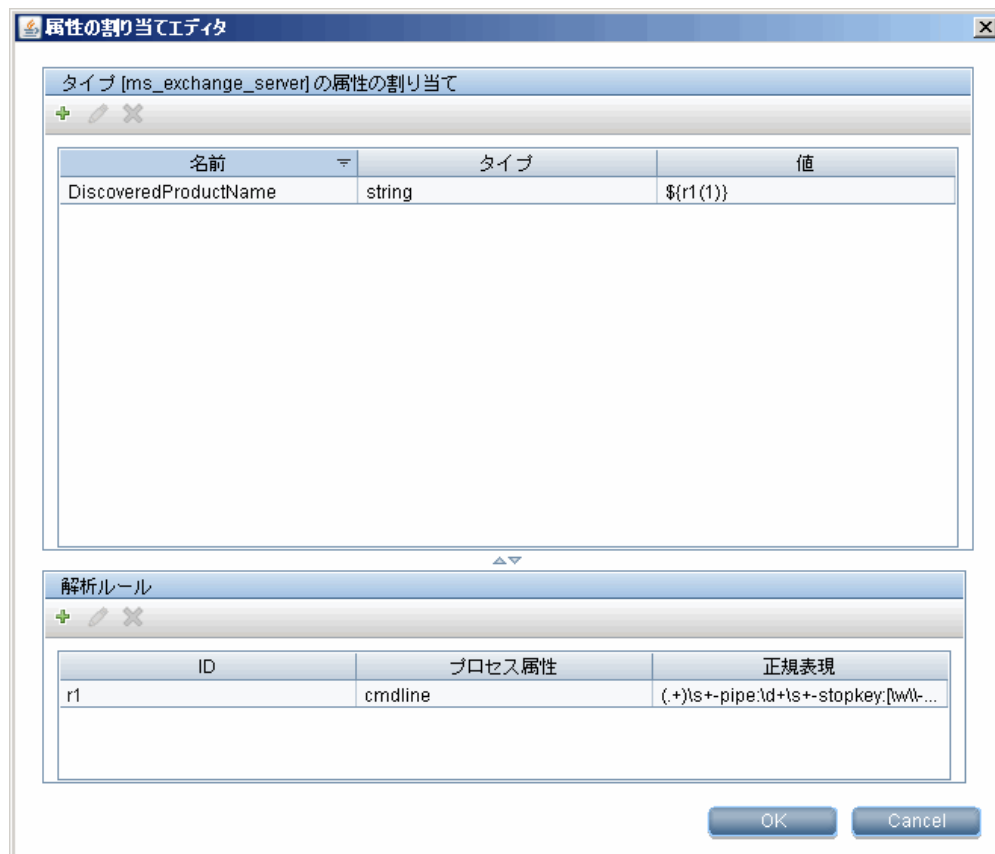 属性の割り当てエディタ
タイプ [ms_exchange_server] の属性の割り当て
名前 タイプ 値
DiscoveredProductName string ${r1(1)}
解析ルール
ID プロセス属性 正規表現
r1 cmdline (.+)\s+-pipe:\d+\s+-stopkey:[\w\\-...
OK Cancel